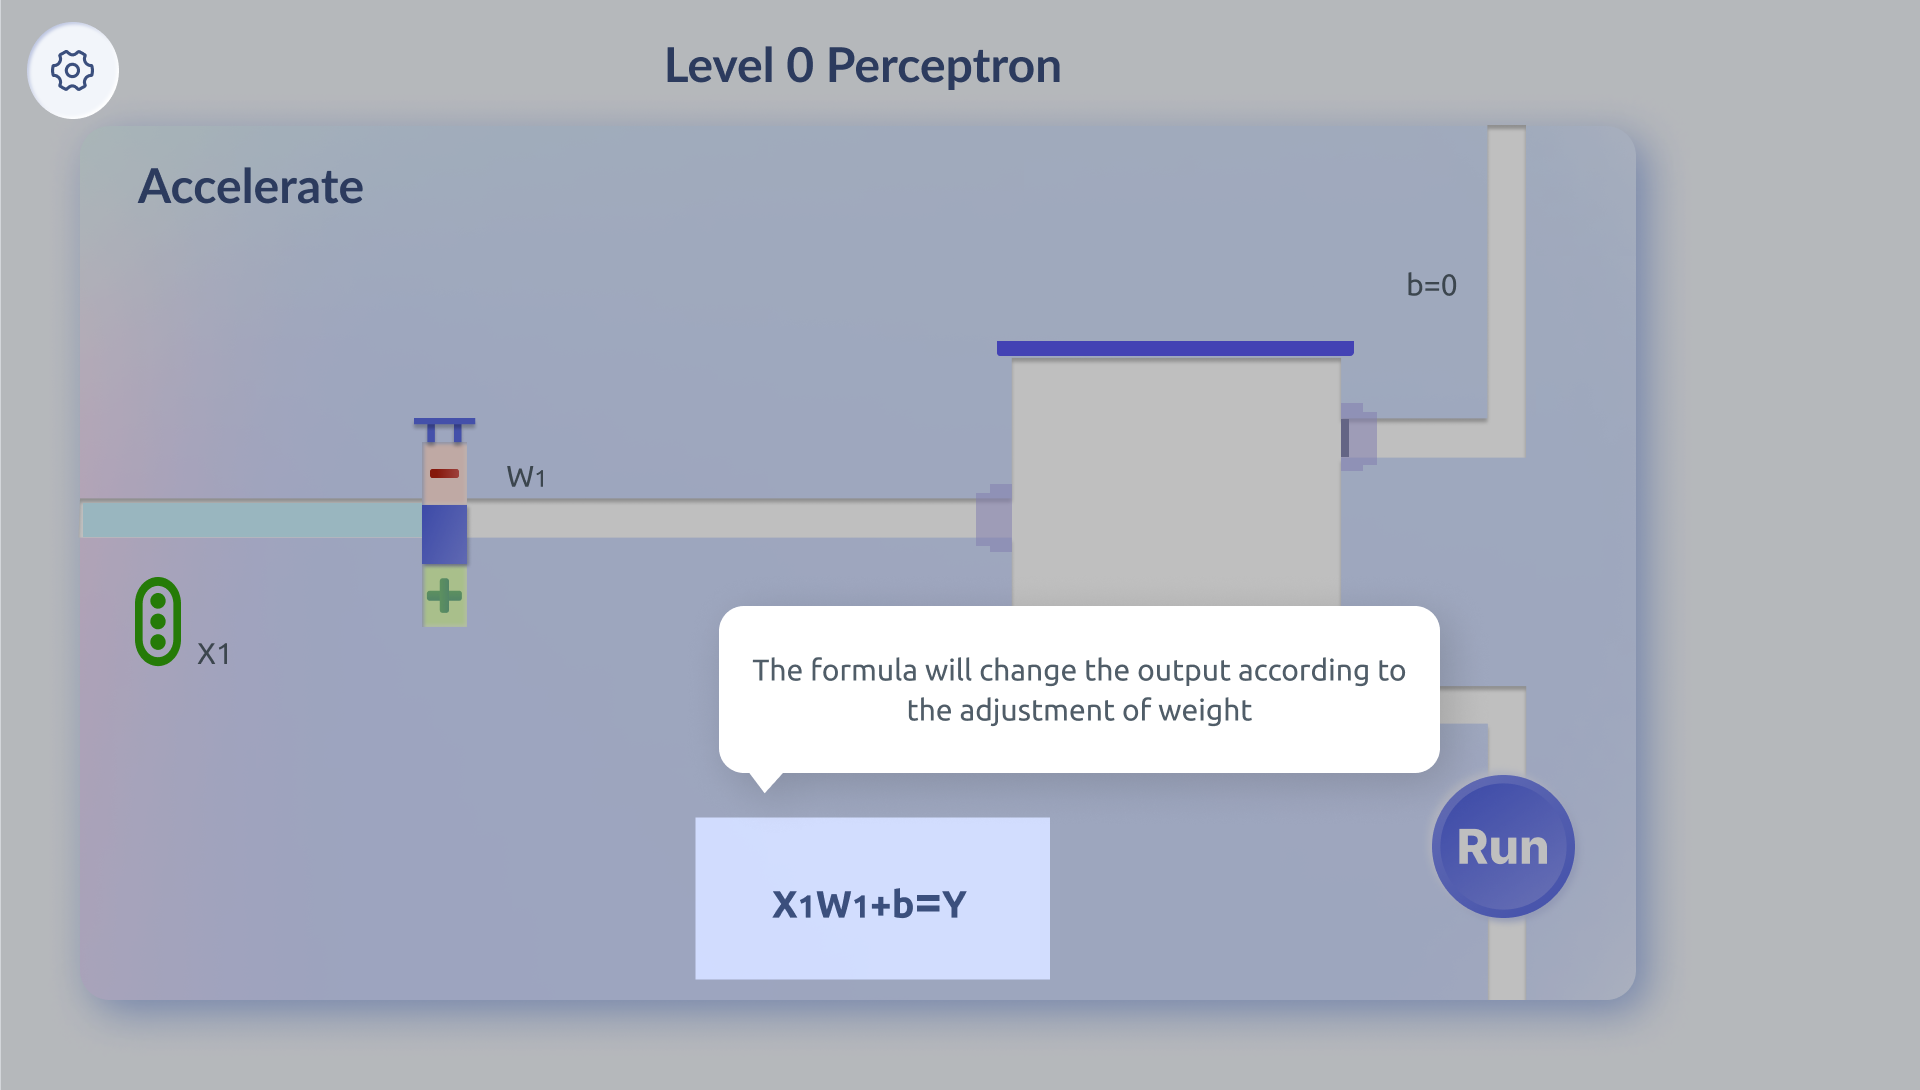 Level 0 Perceptron
Accelerate
b=0
W1
X1
The formula will change the output according to
the adjustment of weight
X1W1+b=Y
Run